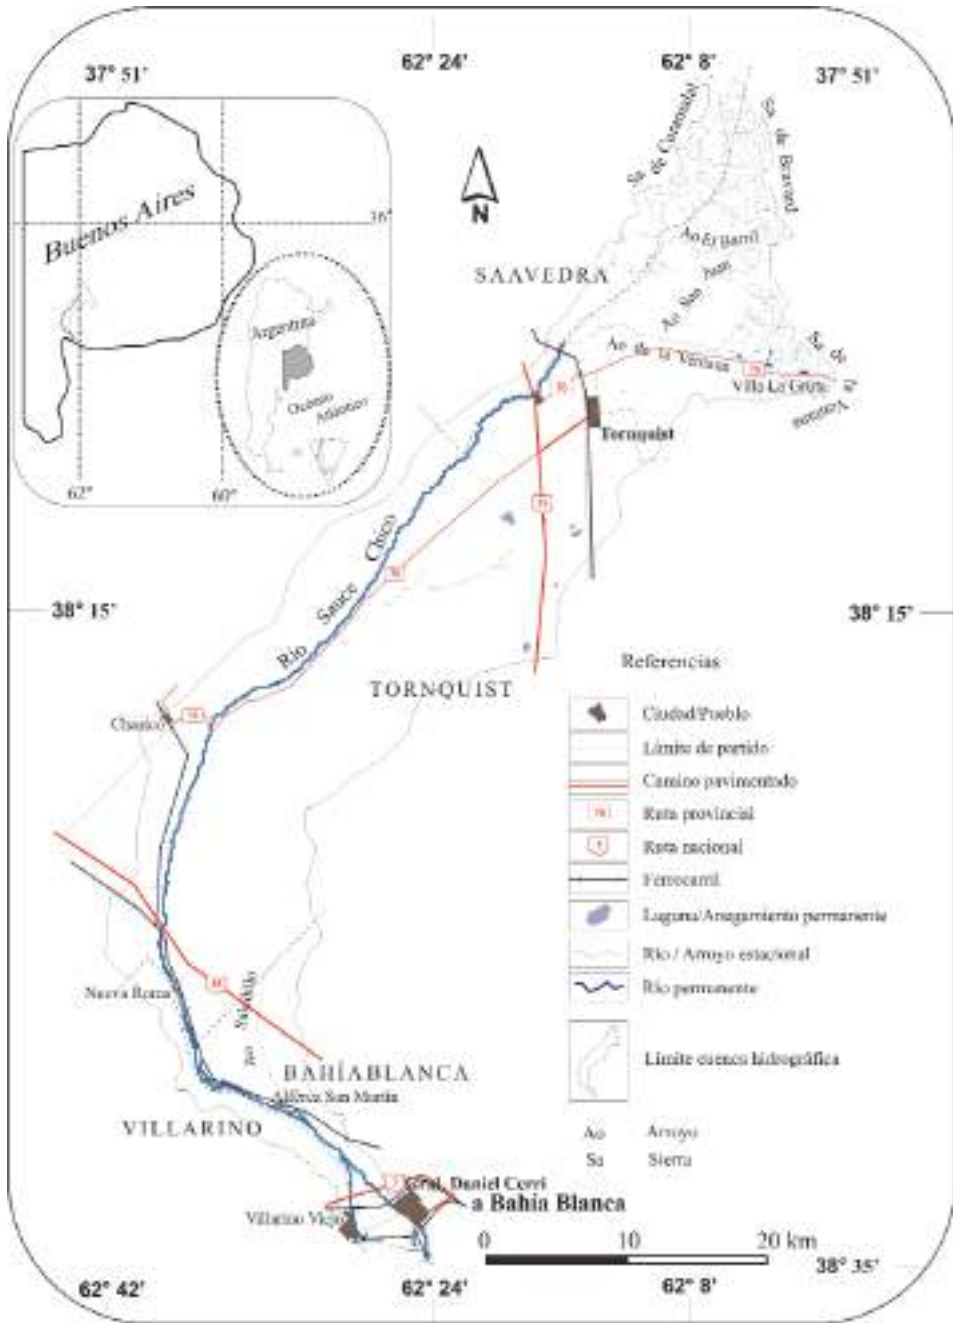 62° 24'
62° 8'
37° 51'
37° 51'
Sa de Curamalal
Sa de Bravard
Buenos Aires
36°
N
Ao El Barril
SAAVEDRA
Ao San Juan
Argentina
Ao de la Ventana
Sa de la Ventana
76
Villa La Gruta
Océano
Atlántico
Tornquist
62°
60°
Río Sauce Chico
76
38° 15'
38° 15'
TORNQUIST
Referencias
Chasicó
Ciudad/Pueblo
Límite de partido
Camino pavimentado
76
Ruta provincial
Ruta nacional
Ferrocarril
Laguna/Anegamiento permanente
Río / Arroyo estacional
Río permanente
Nueva Roma
Saladillo
BAHÍA BLANCA
Límite cuenca hidrográfica
Alférez San Martín
VILLARINO
Ao Arroyo
Sa Sierra
Gral. Daniel Cerri
a Bahía Blanca
Villarino Viejo
0 10 20 km
38° 35'
62° 42'
62° 24'
62° 8'